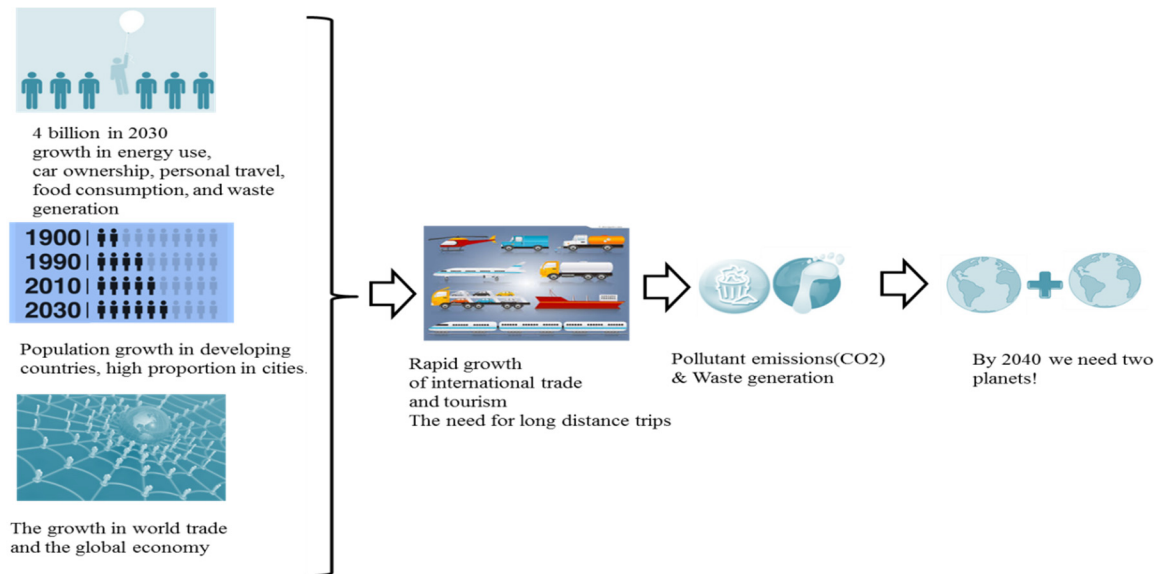 4 billion in 2030
growth in energy use,
car ownership, personal travel,
food consumption, and waste
generation
1900
1990
2010
2030
Population growth in developing
countries, high proportion in cities.
The growth in world trade
and the global economy
Rapid growth
of international trade
and tourism
The need for long distance trips
Pollutant emissions(CO2)
& Waste generation
By 2040 we need two
planets!